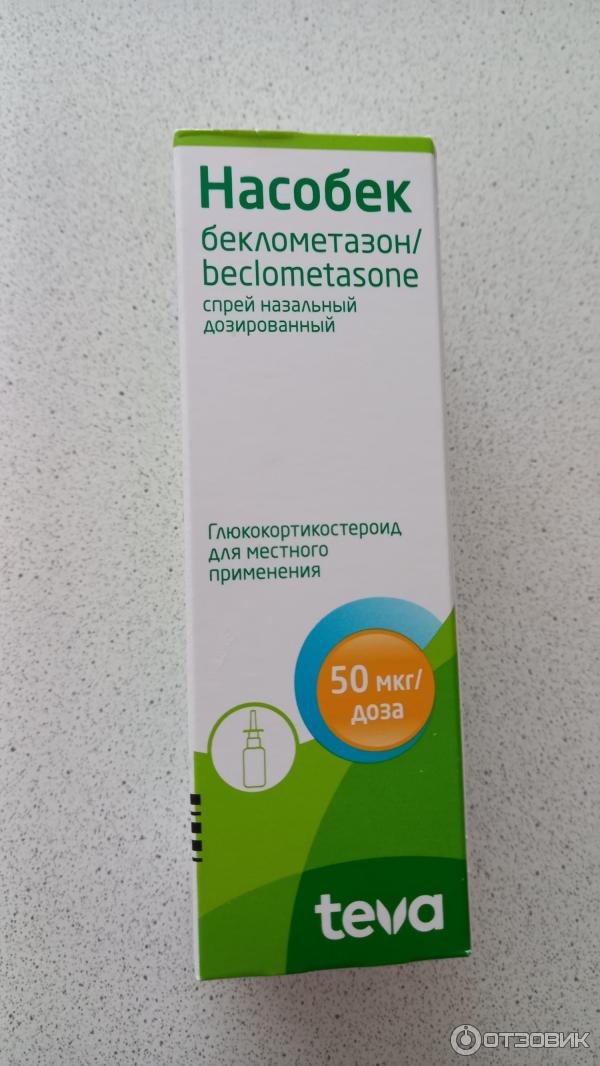 Насобек
беклометазон/
beclometasone
спрей назальный
дозированный
Глюкокортикостероид
для местного
применения
50 мкг/
доза
teva
ОТЗОВИК